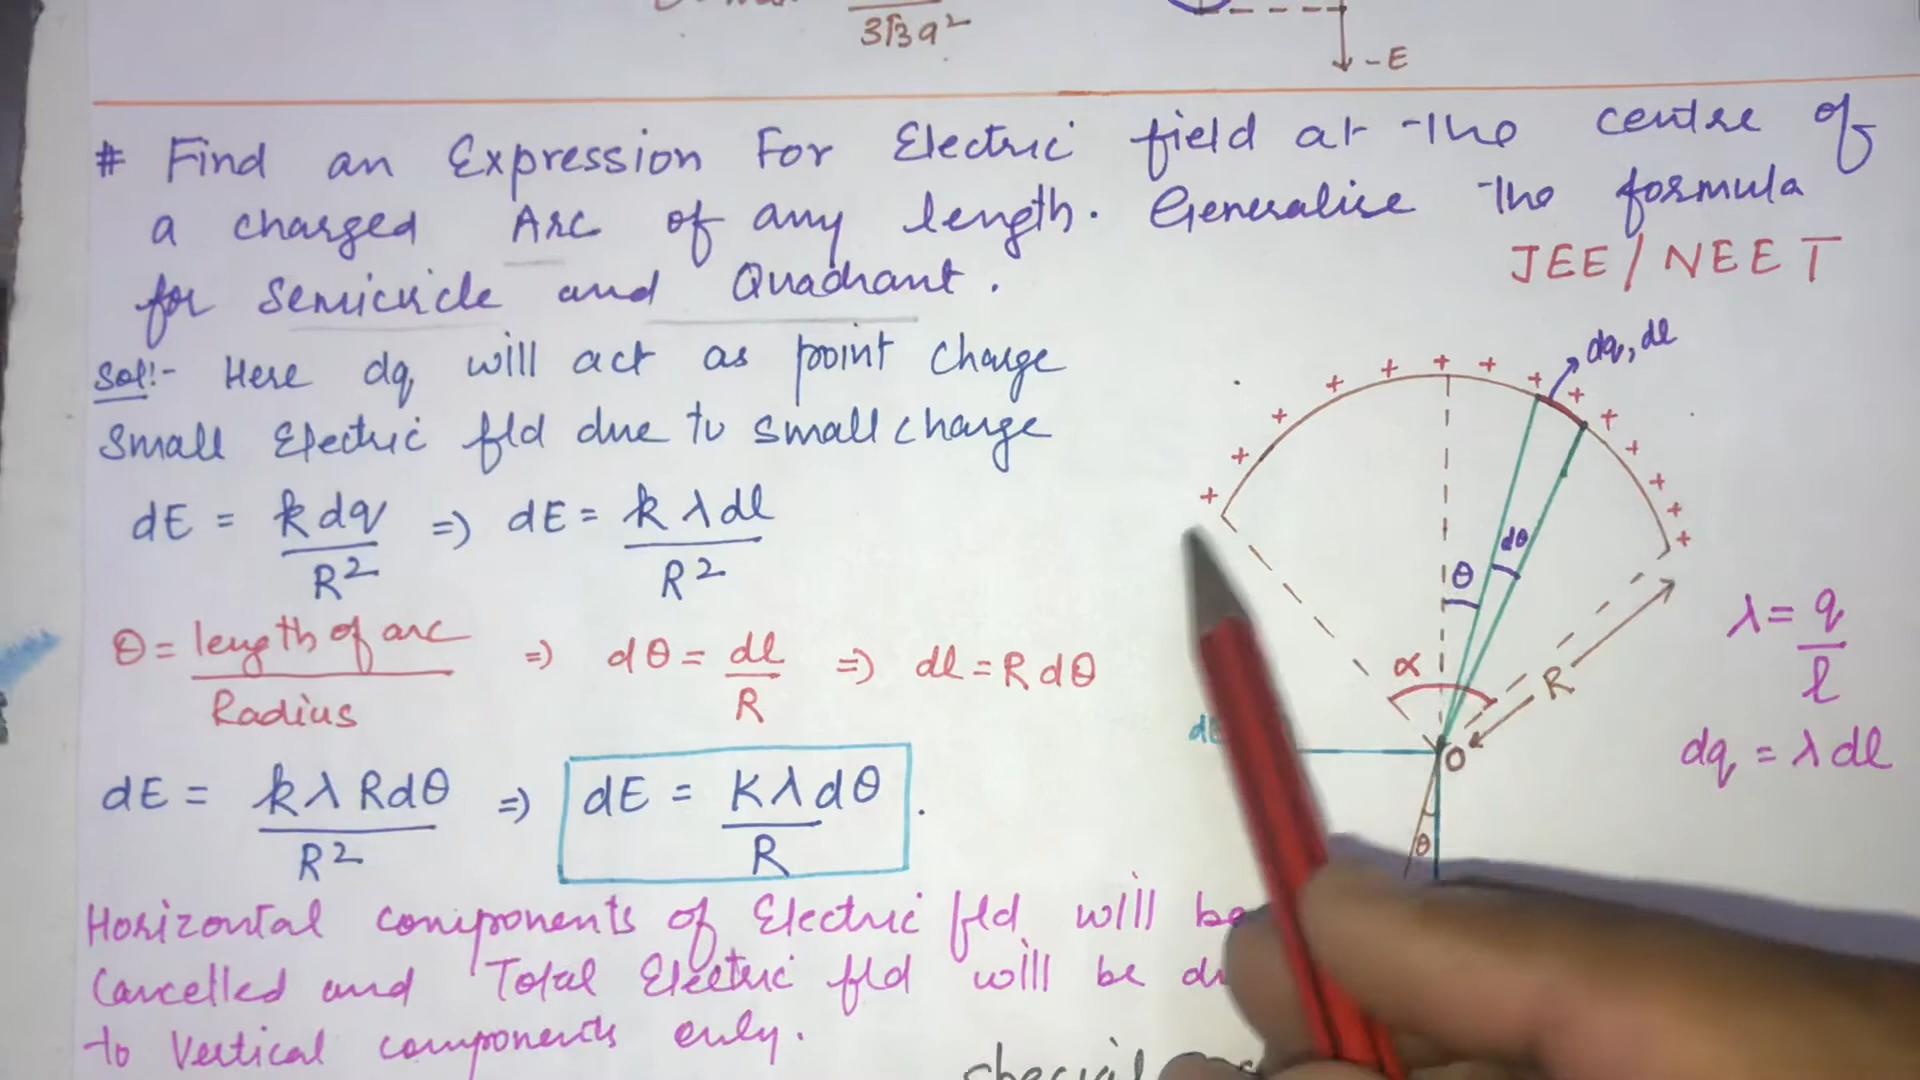 3√3a²
-E
# Find an Expression For Electric field at the centre of
a charged Arc of any length. Generalise the formula
for Semicircle and Quadrant.
JEE/NEET
Sol:- Here dq will act as point charge
Small Electric fld due to small charge
dE = kdq/R² => dE = kλdl/R²
θ = length of arc/Radius => dθ = dl/R => dl = Rdθ
dE = kλRdθ/R² => dE = Kλdθ/R.
Horizontal components of Electric fld will be
Cancelled and Total Electric fld will be
to Vertical components only.
special
dq, dl
θ
dθ
α
R
O
θ
λ = q/l
dq = λdl